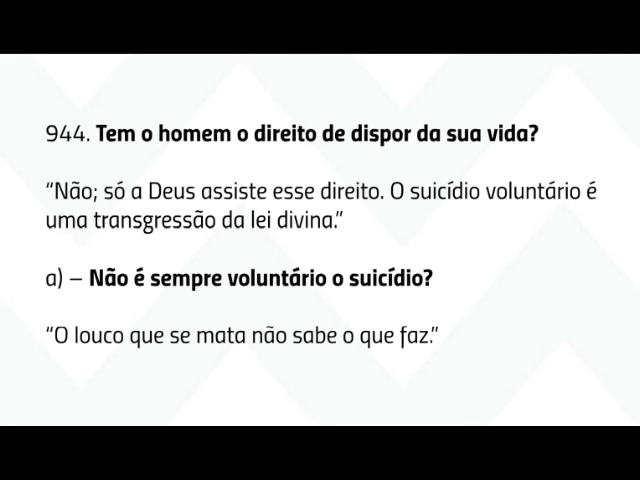 944. Tem o homem o direito de dispor da sua vida?
“Não; só a Deus assiste esse direito. O suicídio voluntário é
uma transgressão da lei divina.”
a) – Não é sempre voluntário o suicídio?
“O louco que se mata não sabe o que faz.”